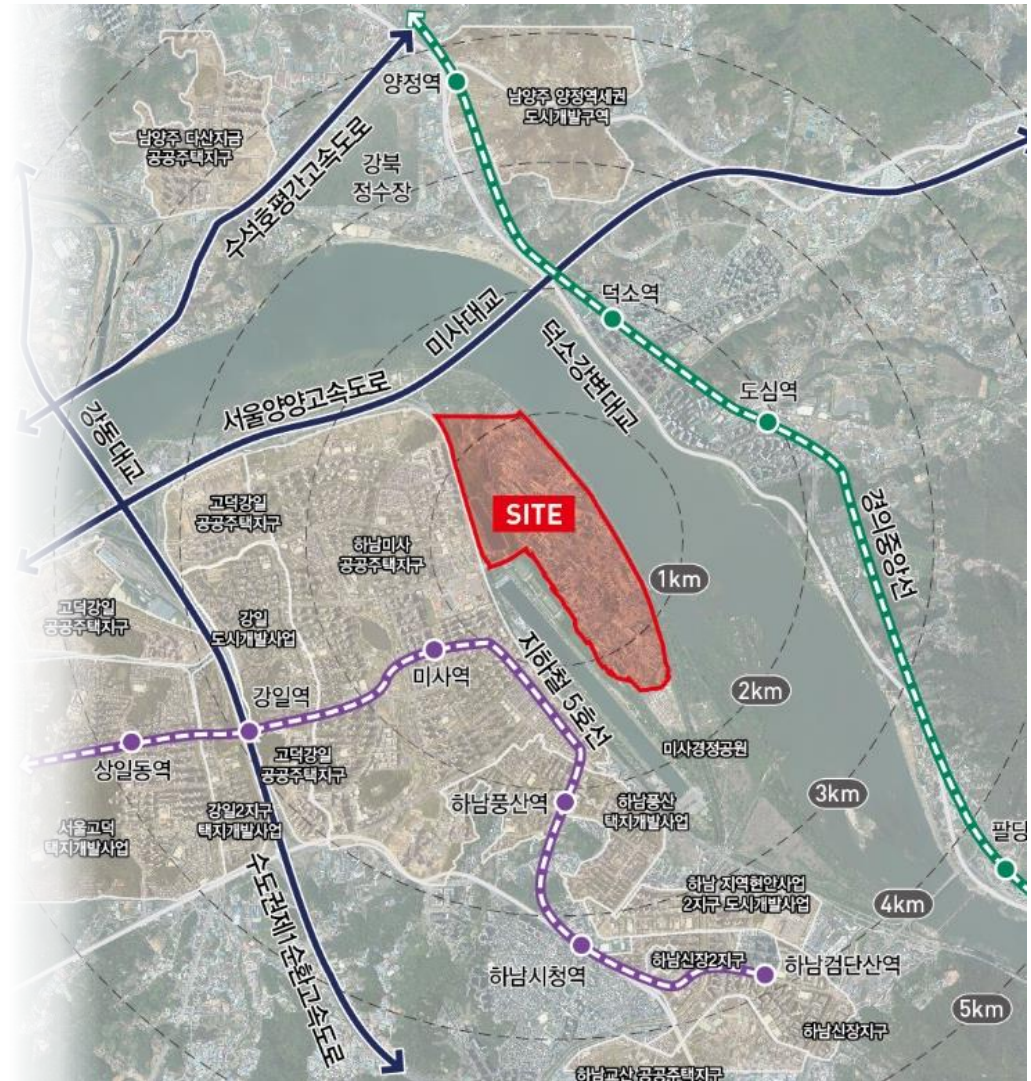 양정역
남양주 양정역세권
도시개발구역
남양주 다산지금
공공주택지구
수석호평간고속도로
강북
정수장
미사대교
덕소역
덕소강변대교
도심역
서울양양고속도로
강동대교
경의중앙선
고덕강일
공공주택지구
SITE
하남미사
공공주택지구
1km
고덕강일
공공주택지구
강일
도시개발사업
미사역
지하철 5호선
2km
강일역
미사경정공원
상일동역
고덕강일
공공주택지구
3km
하남풍산역
하남풍산
택지개발사업
강일2지구
택지개발사업
서울고덕
택지개발사업
팔당
수도권제1순환고속도로
하남 지역현안사업
2지구 도시개발사업
4km
하남시청역
하남신장2지구
하남검단산역
5km
하남신장지구
하남교산 공공주택지구